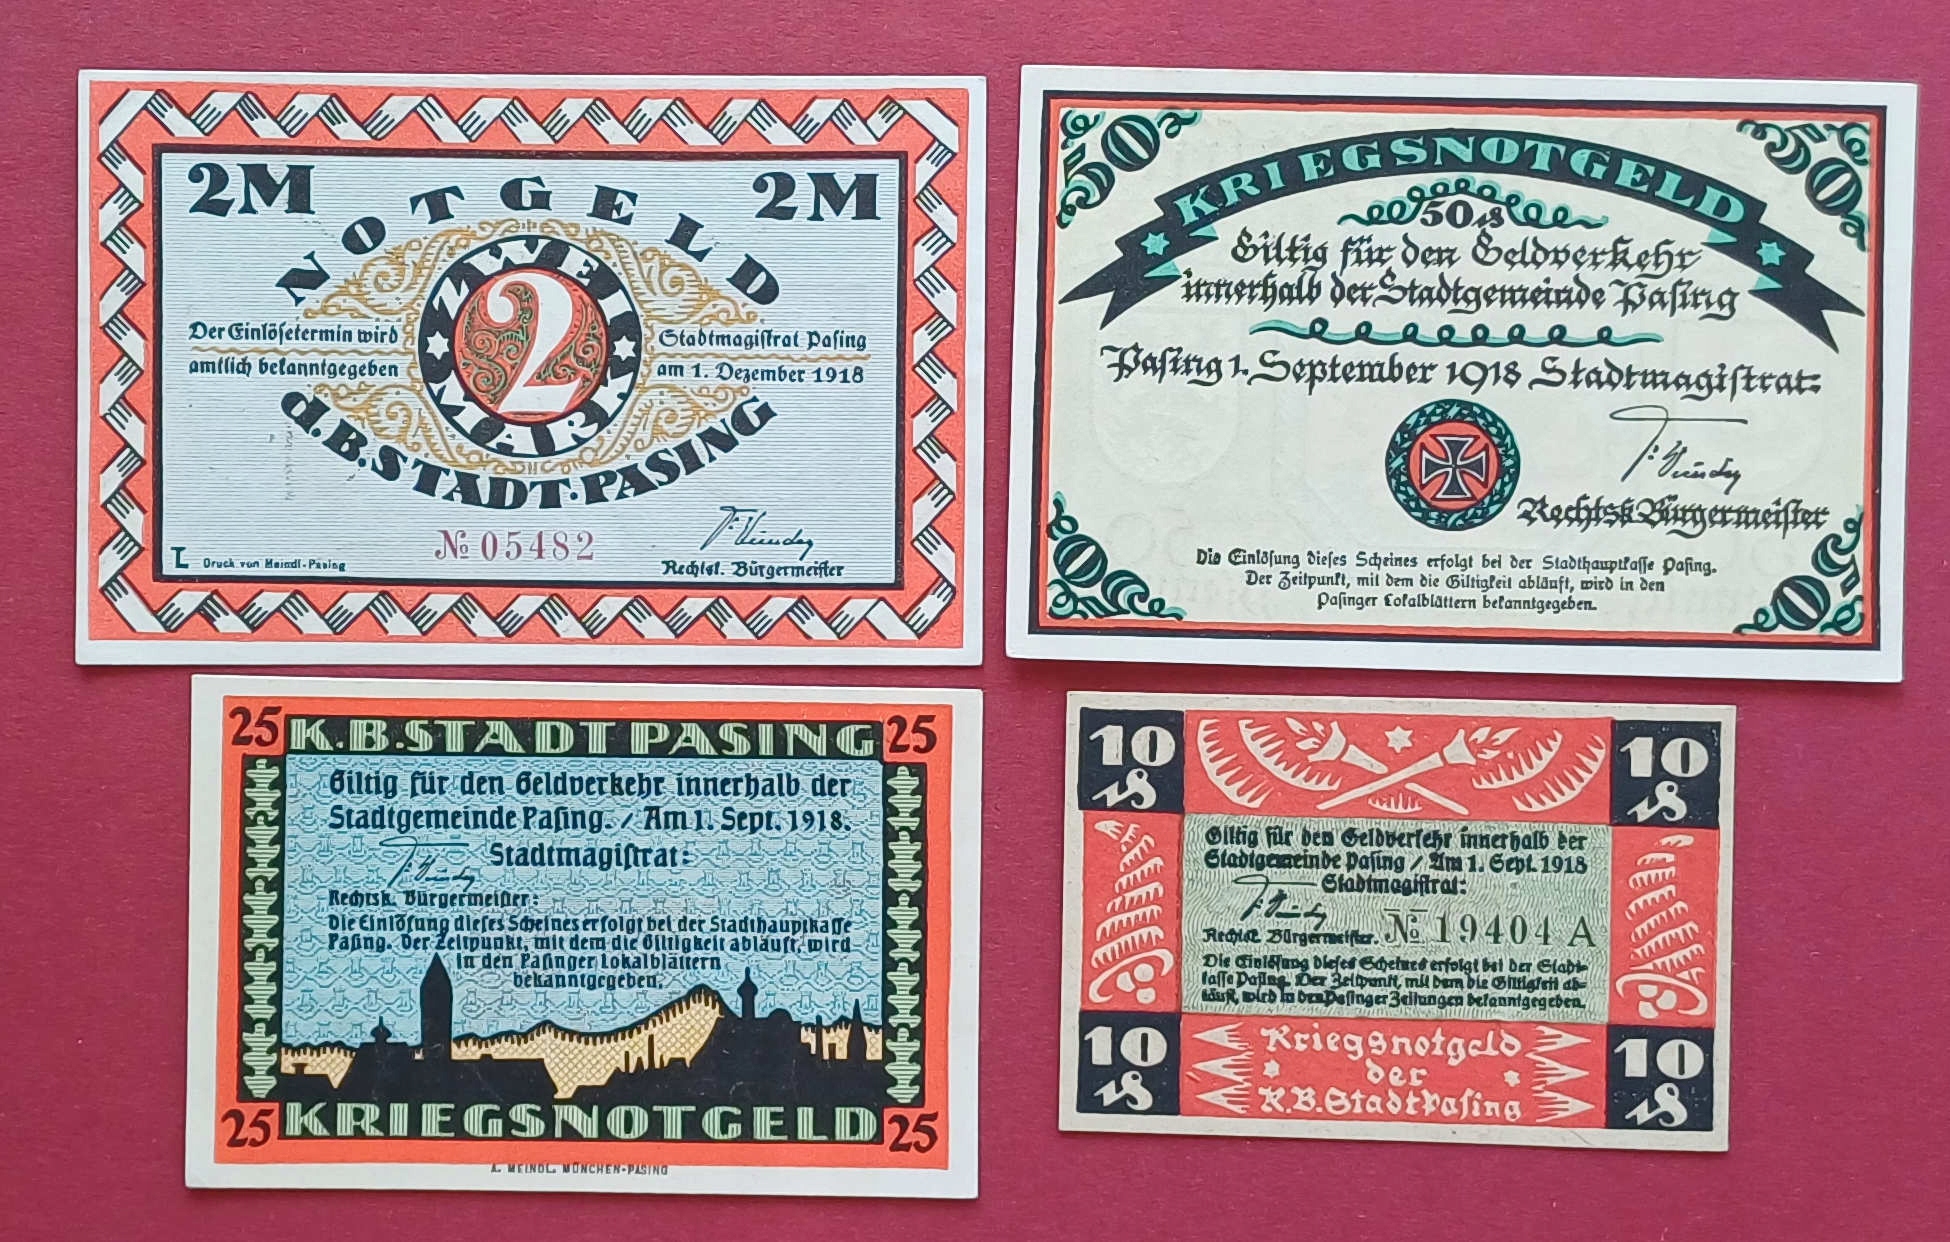 2M 2M
NOTGELD
ZWEI MARK
2
Der Einlösetermin wird
amtlich bekanntgegeben
Stadtmagistrat Pasing
am 1. Dezember 1918
d.B.STADT·PASING
№ 05482
L Druck von Meindl-Pasing
Rechtsk. Bürgermeister
50 50
KRIEGSNOTGELD
50 ₰
Giltig für den Geldverkehr
innerhalb der Stadtgemeinde Pasing
Pasing 1. September 1918 Stadtmagistrat:
Rechtsk. Bürgermeister
Die Einlösung dieses Scheines erfolgt bei der Stadthauptkasse Pasing.
Der Zeitpunkt, mit dem die Giltigkeit abläuft, wird in den
Pasinger Lokalblättern bekanntgegeben.
50 50
25 K.B.STADT PASING 25
Giltig für den Geldverkehr innerhalb der
Stadtgemeinde Pasing. / Am 1. Sept. 1918.
Stadtmagistrat:
Rechtsk. Bürgermeister:
Die Einlösung dieses Scheines erfolgt bei der Stadthauptkasse
Pasing. Der Zeitpunkt, mit dem die Giltigkeit abläuft, wird
in den Pasinger Lokalblättern
bekanntgegeben.
25 KRIEGSNOTGELD 25
A. MEINDL. MÜNCHEN-PASING
10 ₰ 10 ₰
Giltig für den Geldverkehr innerhalb der
Stadtgemeinde Pasing / Am 1. Sept. 1918
Stadtmagistrat:
Rechtsk. Bürgermeister. № 19404 A
Die Einlösung dieses Scheines erfolgt bei der Stadt-
kasse Pasing. Der Zeitpunkt, mit dem die Giltigkeit ab-
läuft, wird in den Pasinger Zeitungen bekanntgegeben.
10 ₰ 10 ₰
Kriegsnotgeld
der
K.B.Stadt Pasing